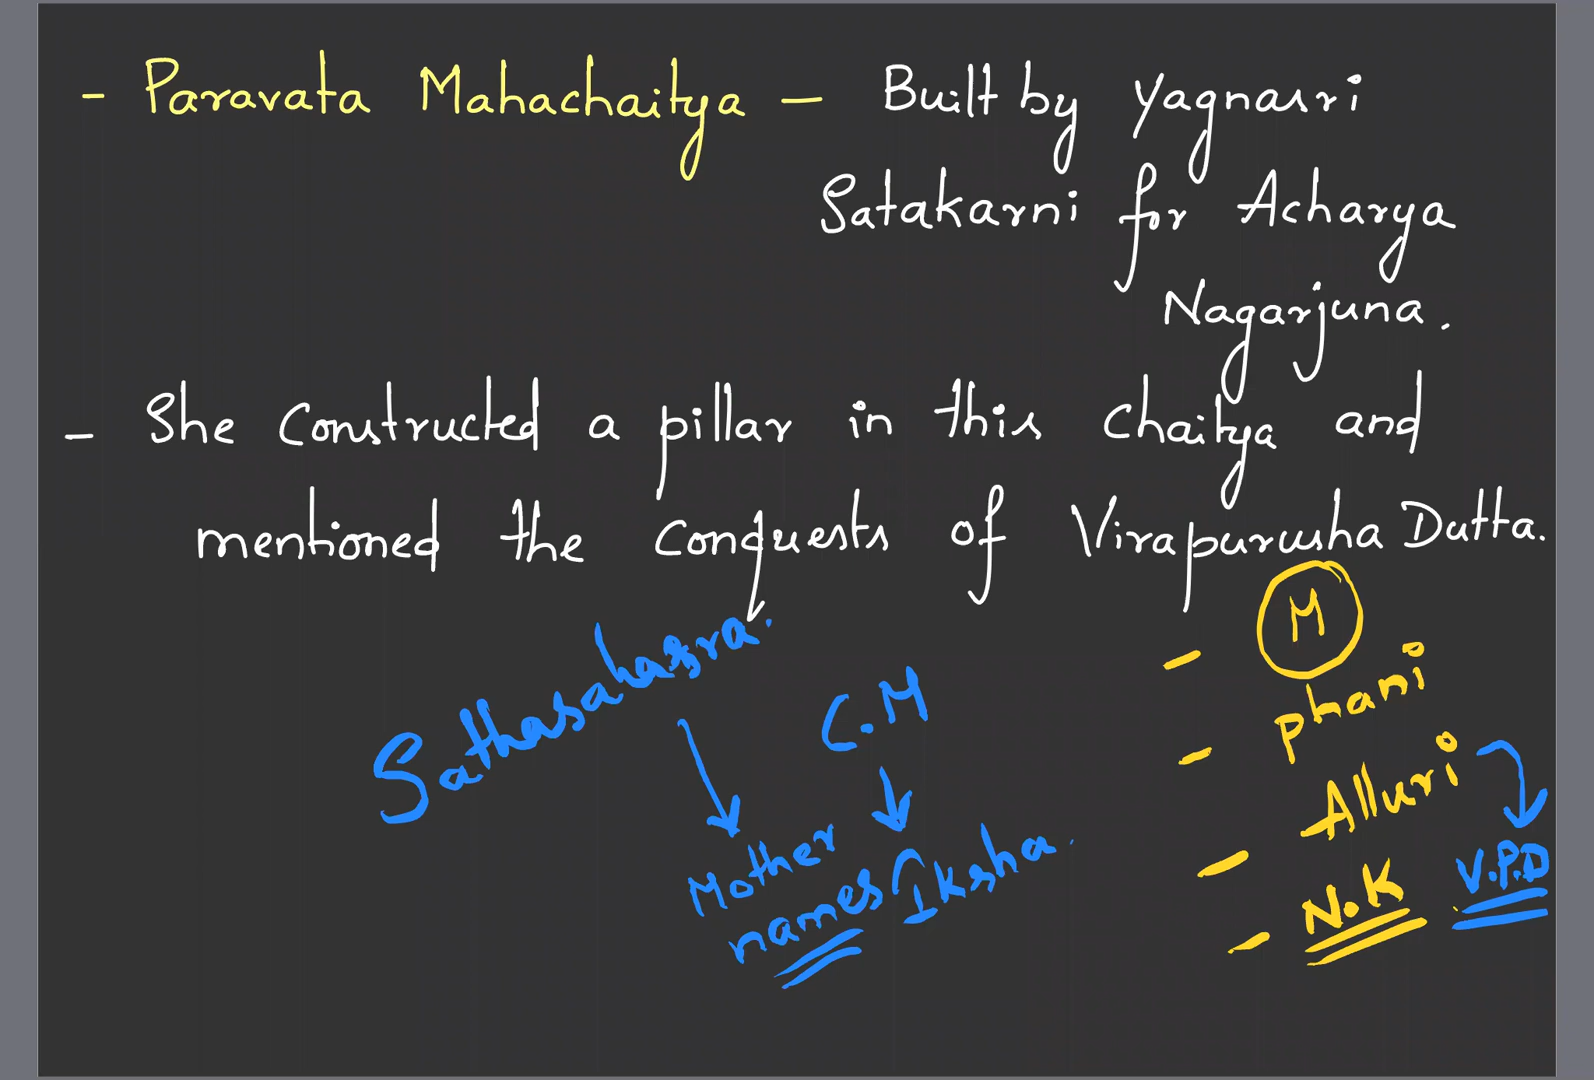 - Paravata Mahachaitya - Built by Yagnasri
Satakarni for Acharya
Nagarjuna.
- She constructed a pillar in this Chaitya and
mentioned the conquests of Virapurusha Dutta.
Sathasahasra.
C.M
Mother
names
Iksha.
- M
phani
- Alluri
V.P.D
- N.K
-